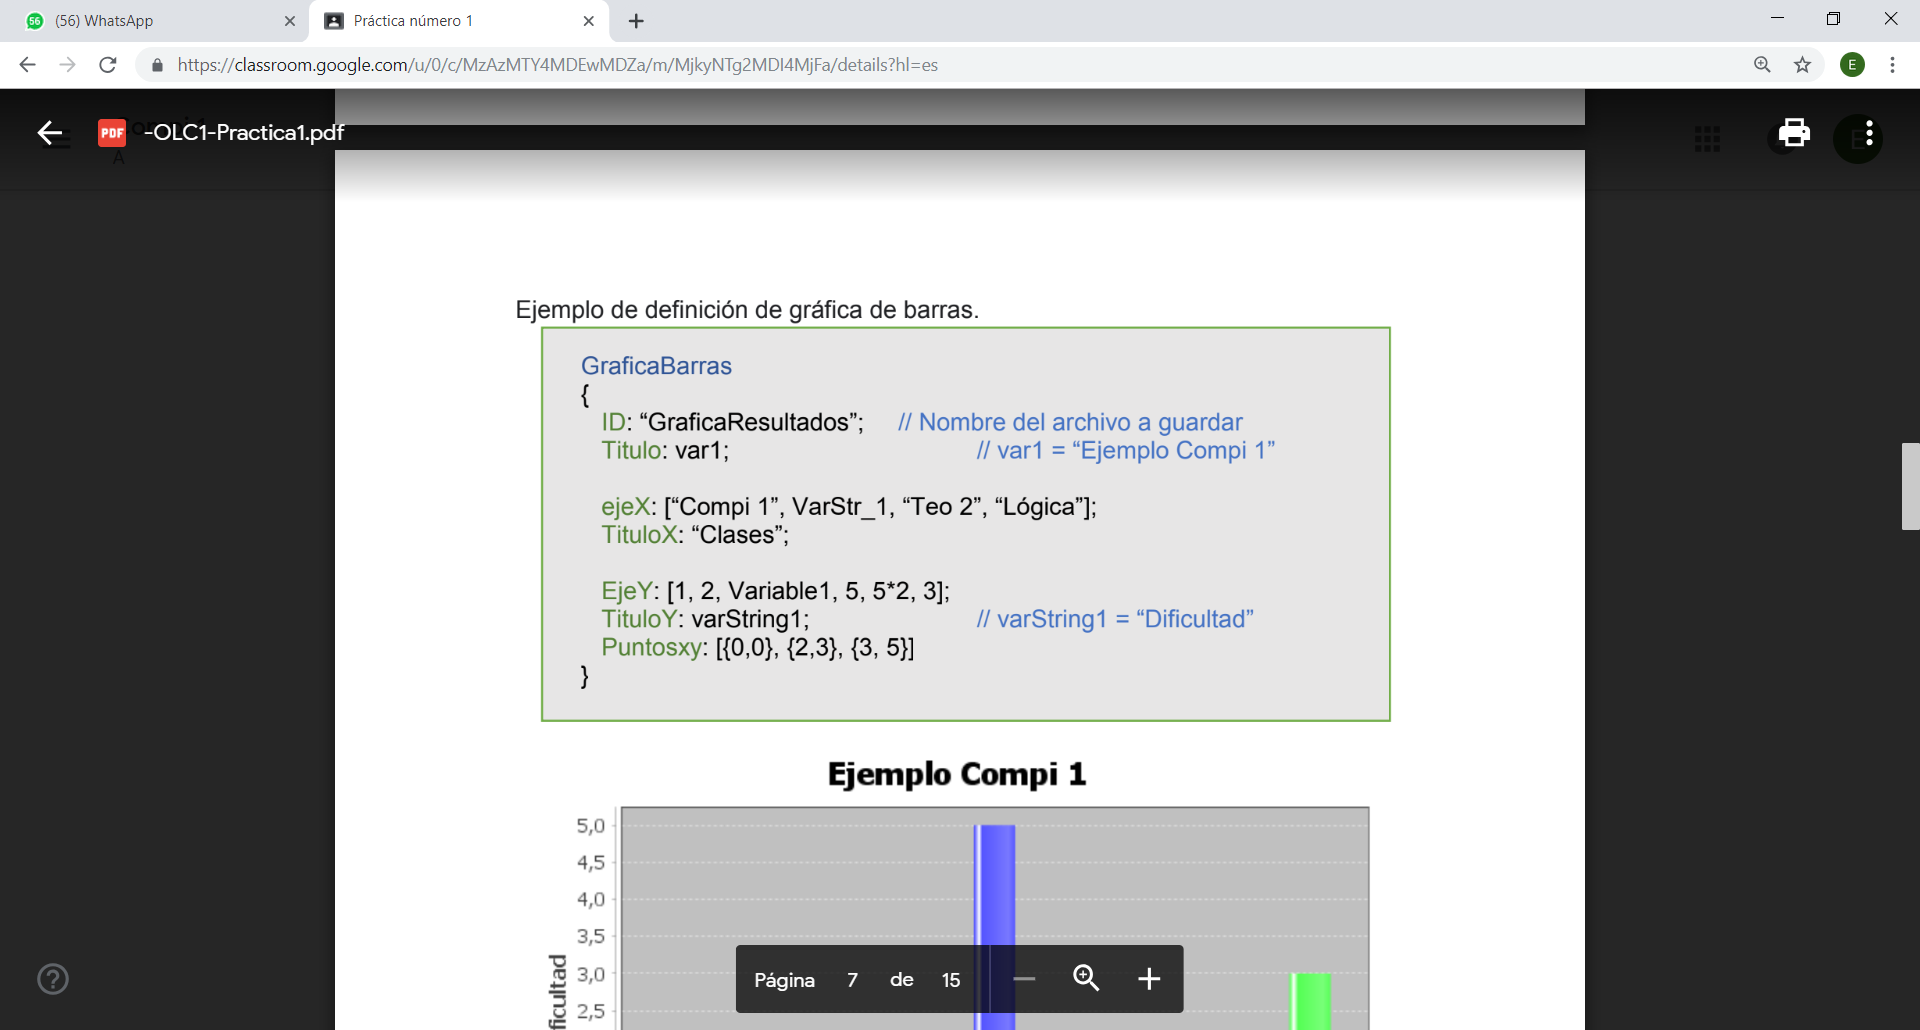 (56) WhatsApp
Práctica número 1
https://classroom.google.com/u/0/c/MzAzMTY4MDEwMDZa/m/MjkyNTg2MDI4MjFa/details?hl=es
E
PDF -OLC1-Practica1.pdf
Ejemplo de definición de gráfica de barras.
GraficaBarras
{
ID: “GraficaResultados”; // Nombre del archivo a guardar
Titulo: var1; // var1 = “Ejemplo Compi 1”
ejeX: [“Compi 1”, VarStr_1, “Teo 2”, “Lógica”];
TituloX: “Clases”;
EjeY: [1, 2, Variable1, 5, 5*2, 3];
TituloY: varString1; // varString1 = “Dificultad”
Puntosxy: [{0,0}, {2,3}, {3, 5}]
}
Ejemplo Compi 1
5,0
4,5
4,0
3,5
3,0
2,5
ficultad
Página 7 de 15